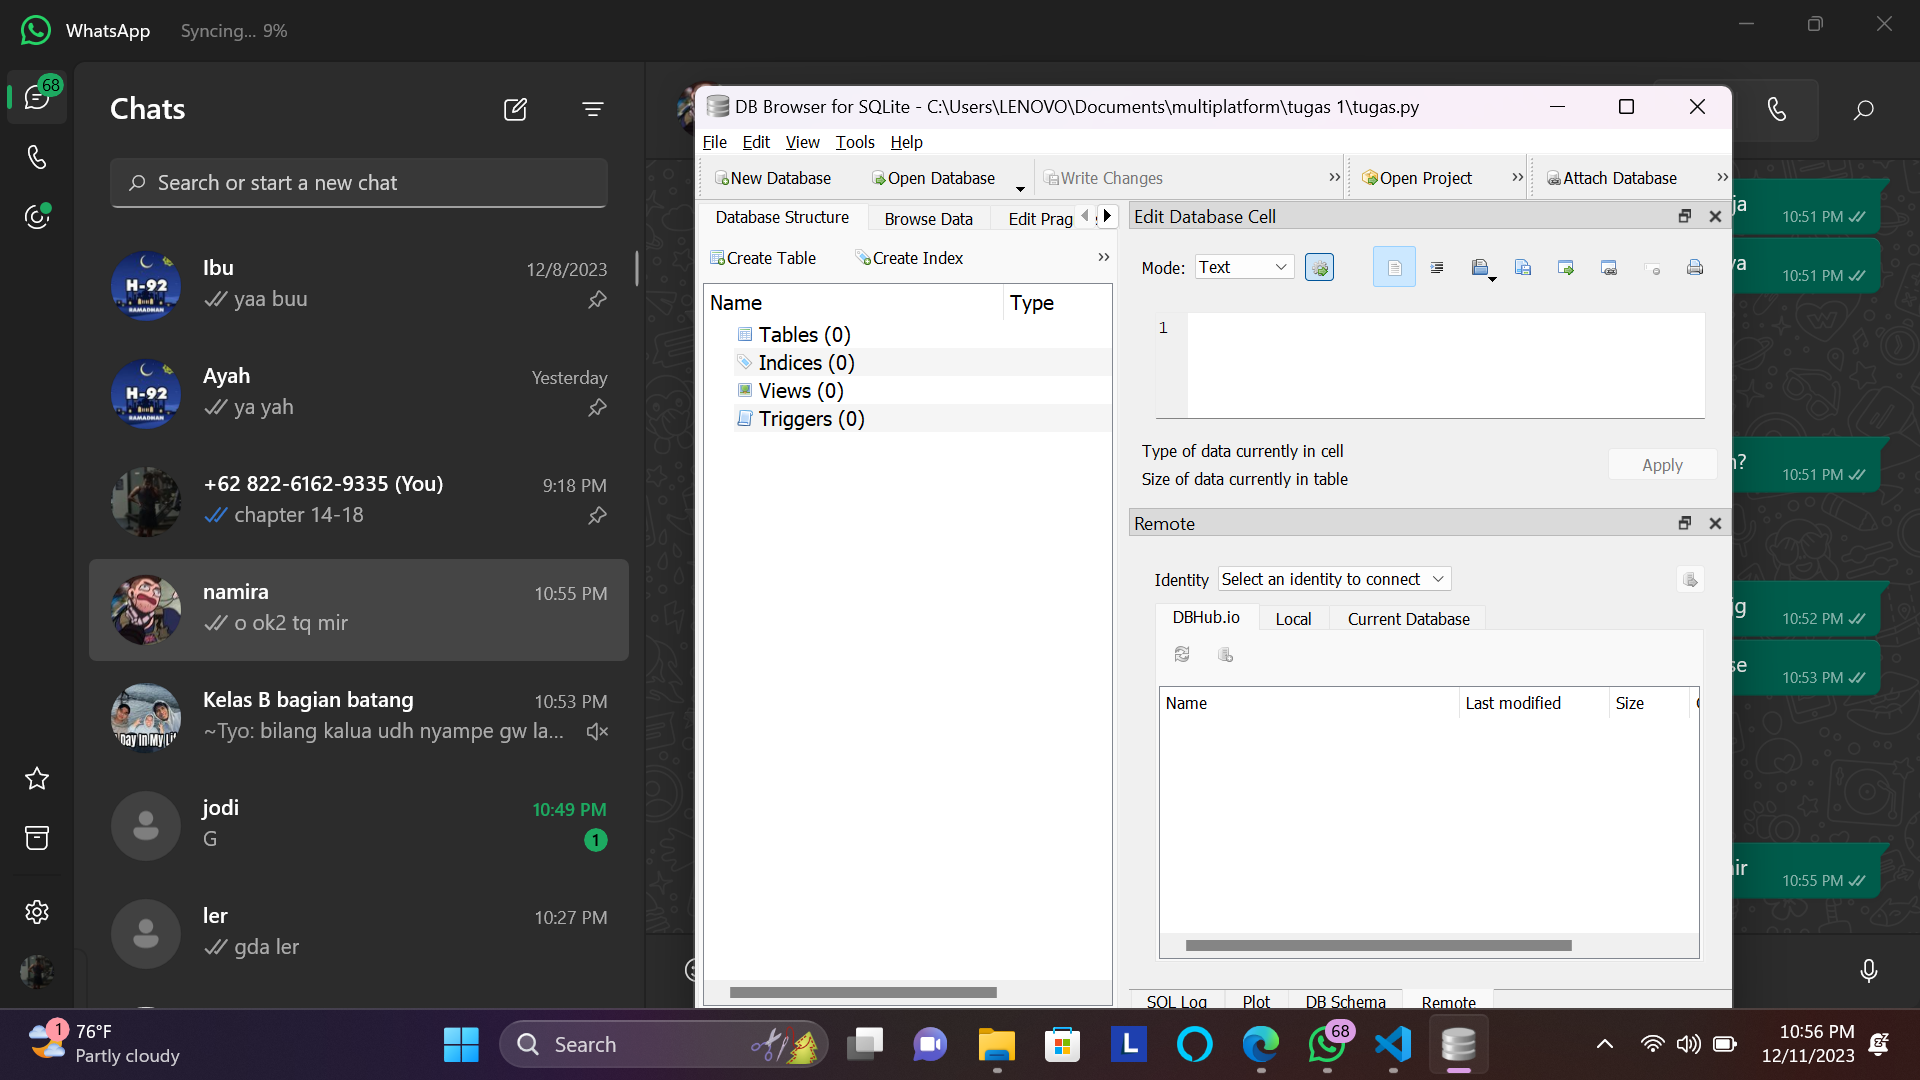 WhatsApp Syncing... 9%
68
Chats
Search or start a new chat
H-92
RAMADHAN
Ibu 12/8/2023
yaa buu
H-92
RAMADHAN
Ayah Yesterday
ya yah
+62 822-6162-9335 (You) 9:18 PM
chapter 14-18
namira 10:55 PM
o ok2 tq mir
Kelas B bagian batang 10:53 PM
~Tyo: bilang kalua udh nyampe gw la...
jodi 10:49 PM
G 1
ler 10:27 PM
gda ler
DB Browser for SQLite - C:\Users\LENOVO\Documents\multiplatform\tugas 1\tugas.py
File Edit View Tools Help
New Database Open Database Write Changes » Open Project » Attach Database »
Database Structure Browse Data Edit Prag
Create Table Create Index »
Name Type
Tables (0)
Indices (0)
Views (0)
Triggers (0)
Edit Database Cell
Mode: Text
1
Type of data currently in cell
Size of data currently in table
Apply
Remote
Identity Select an identity to connect
DBHub.io Local Current Database
Name Last modified Size
SQL Log Plot DB Schema Remote
ja 10:51 PM
ya 10:51 PM
? 10:51 PM
ig 10:52 PM
se 10:53 PM
ir 10:55 PM
1 76°F
Partly cloudy
Search
L
68
10:56 PM
12/11/2023